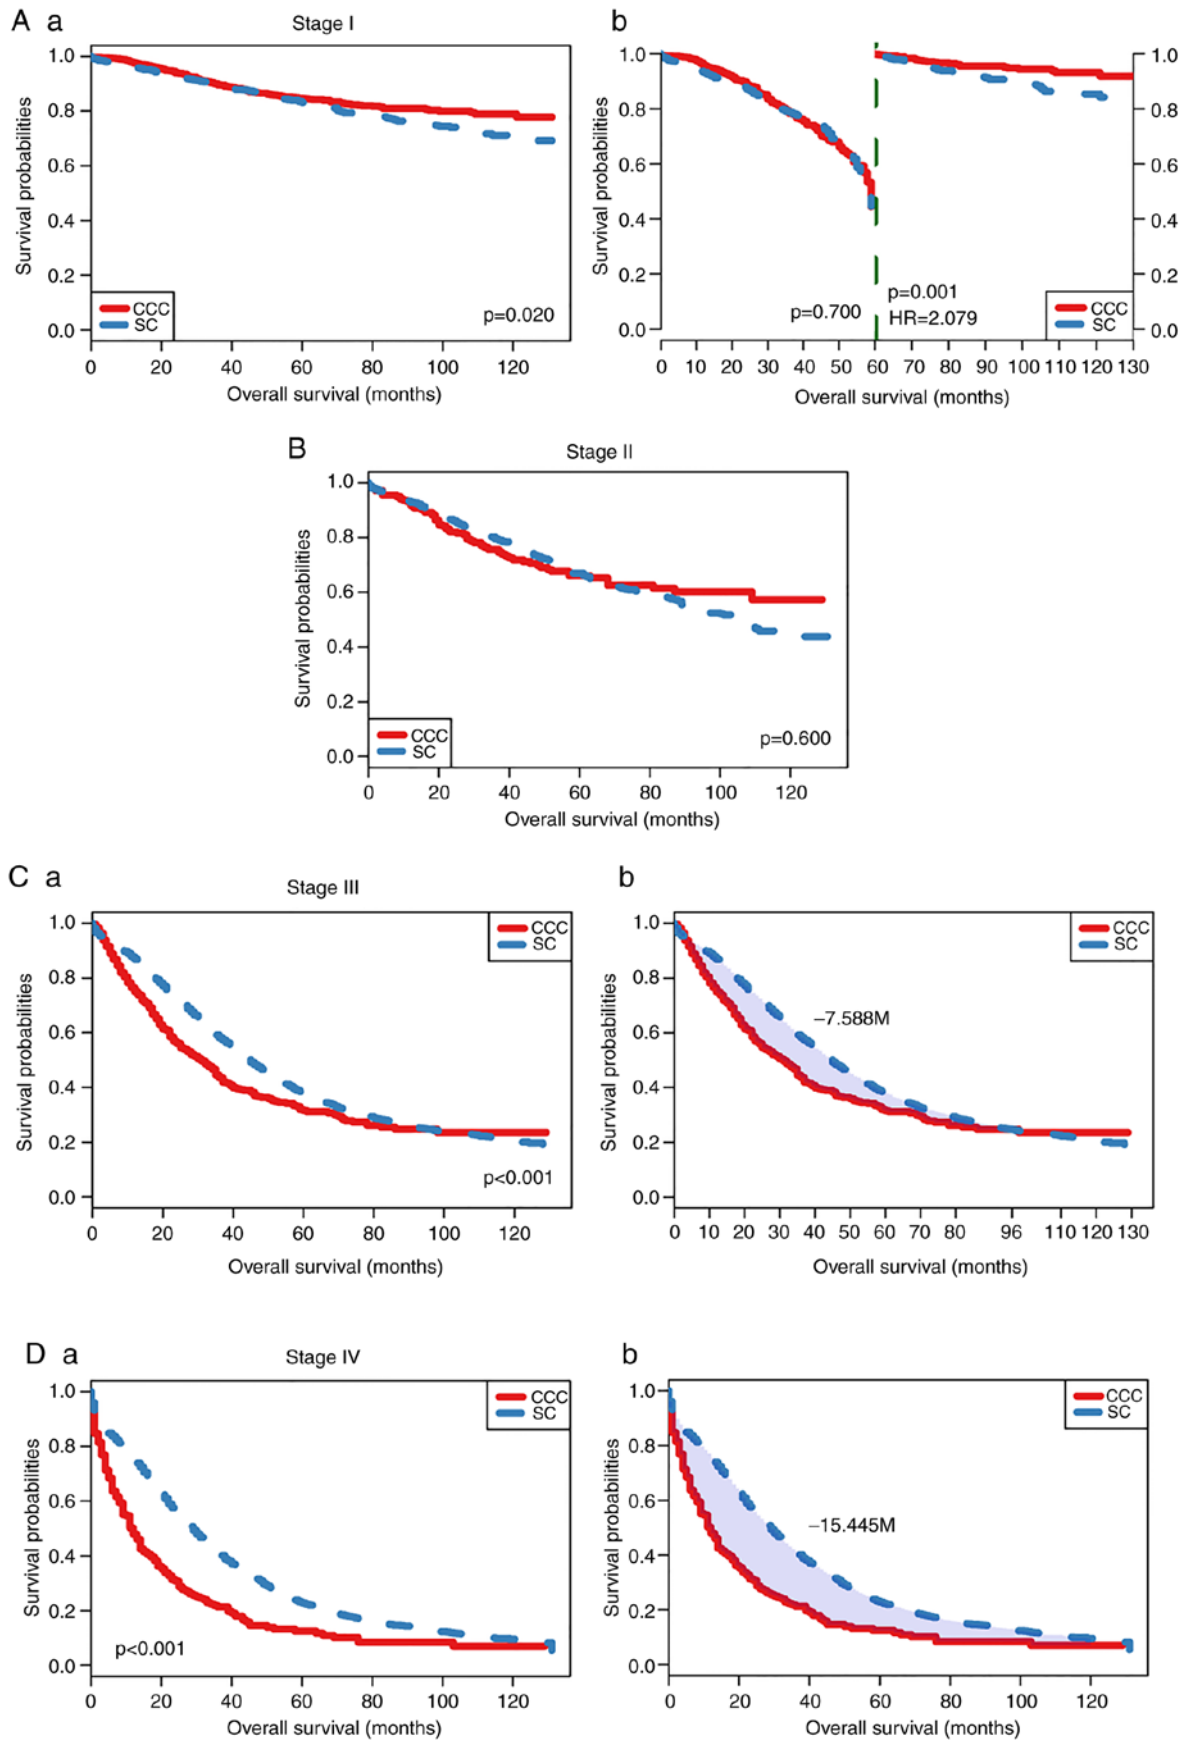 A a
Stage I
1.0
0.8
0.6
0.4
0.2
0.0
Survival probabilities
CCC
SC
p=0.020
0 20 40 60 80 100 120
Overall survival (months)
b
1.0
0.8
0.6
0.4
0.2
0.0
Survival probabilities
p=0.700
p=0.001
HR=2.079
CCC
SC
1.0
0.8
0.6
0.4
0.2
0.0
0 10 20 30 40 50 60 70 80 90 100 110 130
Overall survival (months)
B
Stage II
1.0
0.8
0.6
0.4
0.2
0.0
Survival probabilities
CCC
SC
p=0.600
0 20 40 60 80 100 120
Overall survival (months)
C a
Stage III
CCC
SC
1.0
0.8
0.6
0.4
0.2
0.0
Survival probabilities
p<0.001
0 20 40 60 80 100 120
Overall survival (months)
b
CCC
SC
1.0
0.8
0.6
0.4
0.2
0.0
Survival probabilities
−7.588M
0 10 20 30 40 50 60 70 80 96 110 120 130
Overall survival (months)
D a
Stage IV
CCC
SC
1.0
0.8
0.6
0.4
0.2
0.0
Survival probabilities
p<0.001
0 20 40 60 80 100 120
Overall survival (months)
b
CCC
SC
1.0
0.8
0.6
0.4
0.2
0.0
Survival probabilities
−15.445M
0 20 40 60 80 100 120
Overall survival (months)